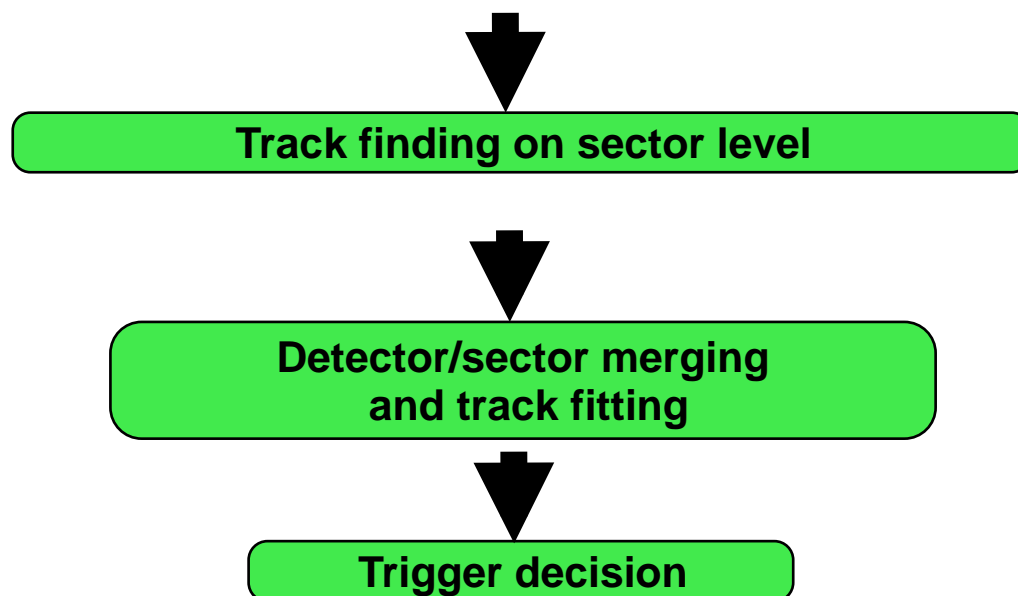 Track finding on sector level
Detector/sector merging
and track fitting
Trigger decision